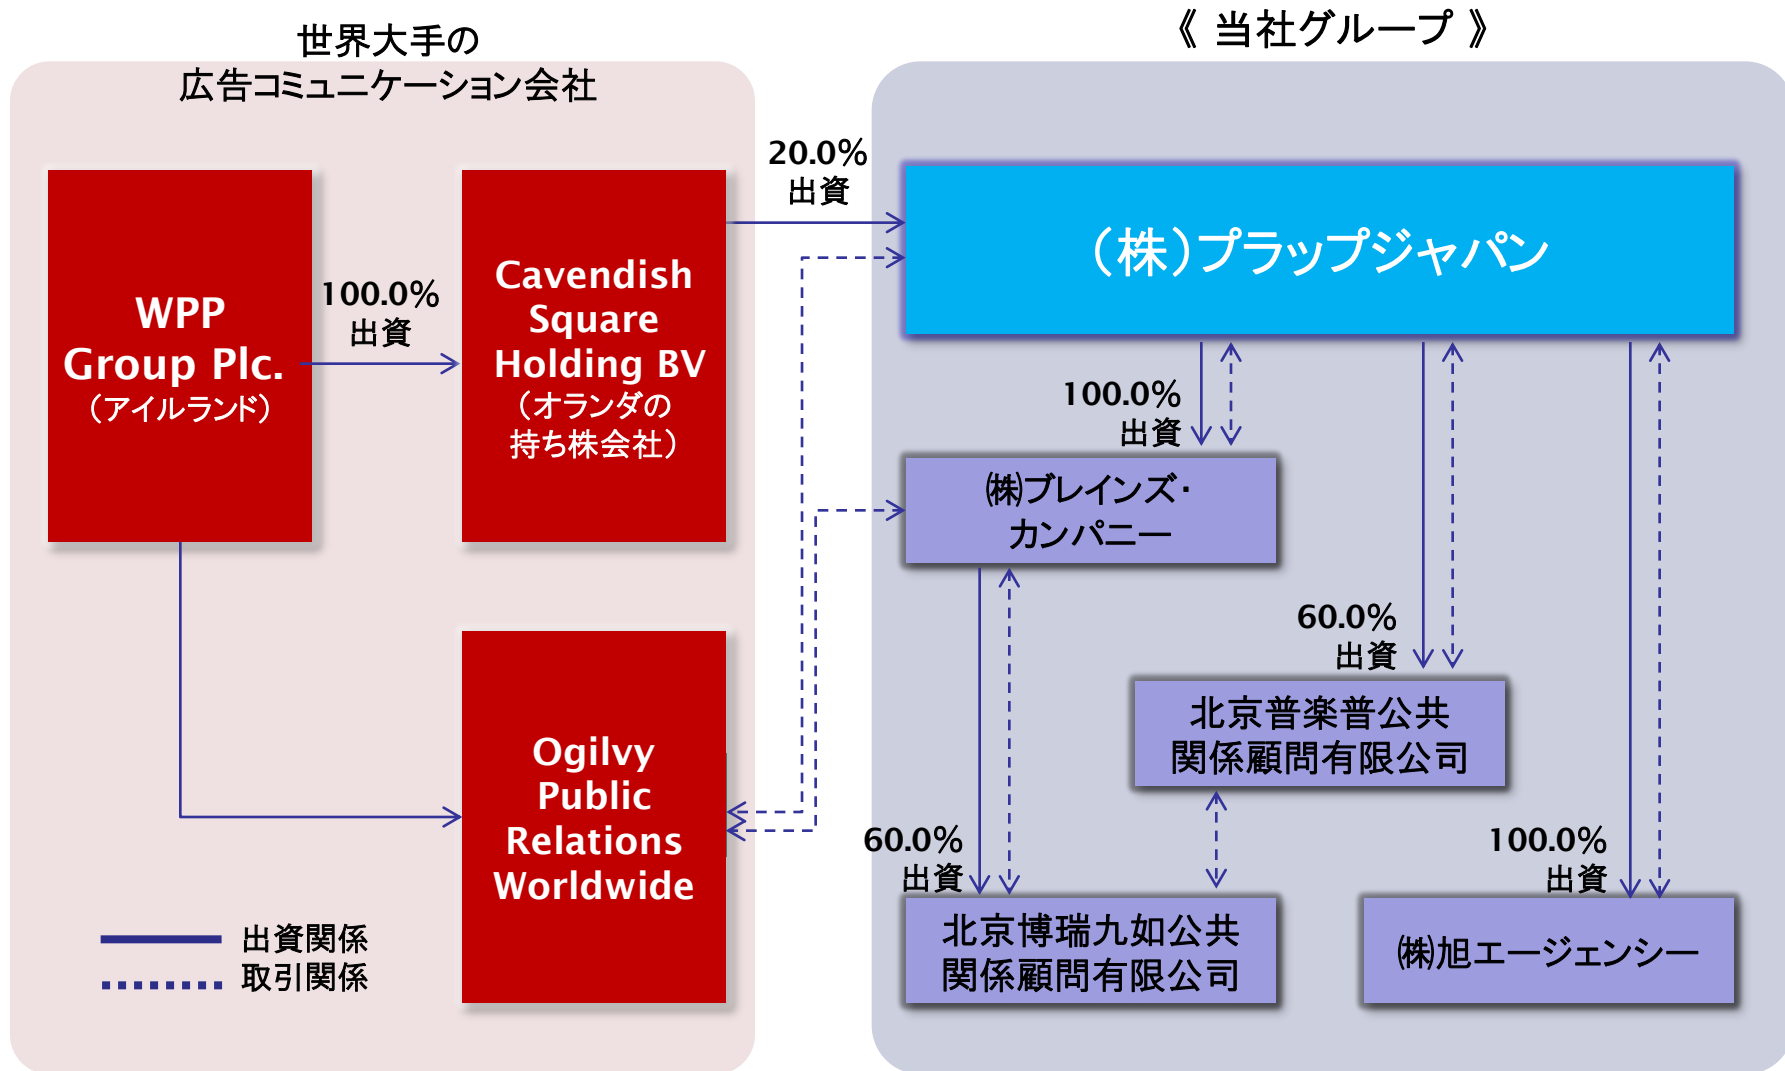 世界大手の
広告コミュニケーション会社
《 当社グループ 》
WPP
Group Plc.
（アイルランド）
100.0%
出資
Cavendish
Square
Holding BV
（オランダの
持ち株会社）
20.0%
出資
（株）プラップジャパン
100.0%
出資
㈱ブレインズ・
カンパニー
60.0%
出資
北京普楽普公共
関係顧問有限公司
Ogilvy
Public
Relations
Worldwide
60.0%
出資
北京博瑞九如公共
関係顧問有限公司
100.0%
出資
㈱旭エージェンシー
出資関係
取引関係